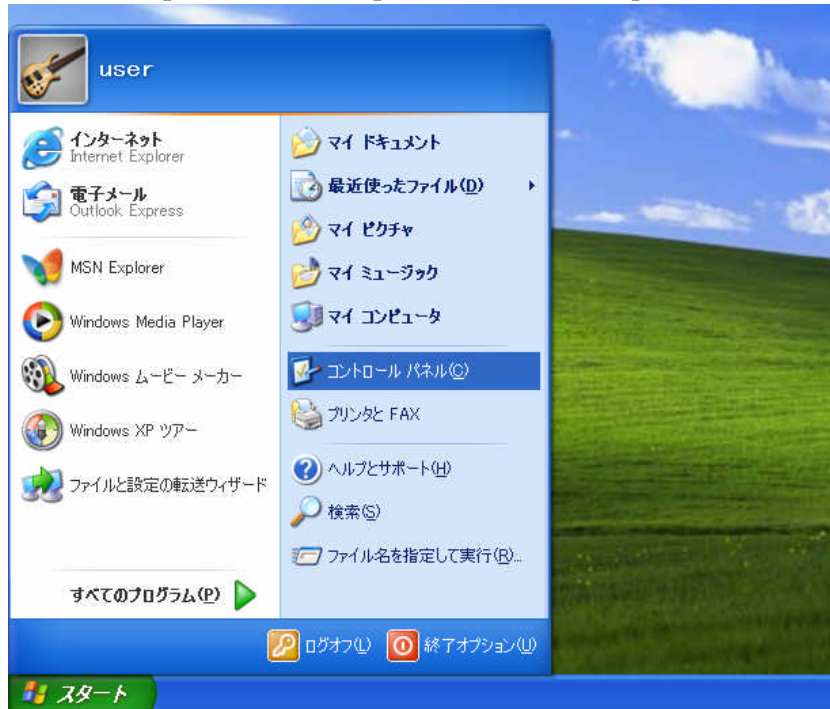 user
インターネット
Internet Explorer
電子メール
Outlook Express
MSN Explorer
Windows Media Player
Windows ムービー メーカー
Windows XP ツアー
ファイルと設定の転送ウィザード
すべてのプログラム(P)
マイ ドキュメント
最近使ったファイル(D)
マイ ピクチャ
マイ ミュージック
マイ コンピュータ
コントロール パネル(C)
プリンタと FAX
ヘルプとサポート(H)
検索(S)
ファイル名を指定して実行(R)...
ログオフ(L)
終了オプション(U)
スタート